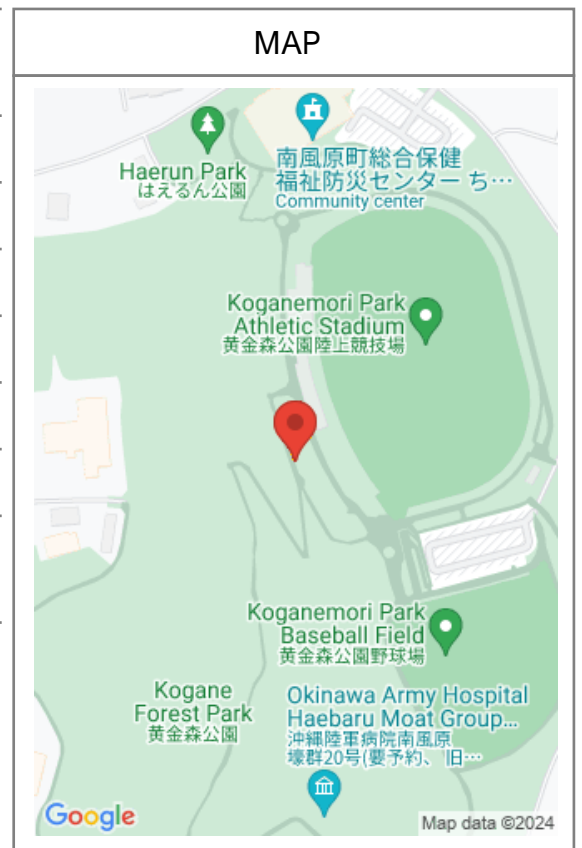 MAP
Haerun Park
はえるん公園
南風原町総合保健
福祉防災センター ち…
Community center
Koganemori Park
Athletic Stadium
黄金森公園陸上競技場
Koganemori Park
Baseball Field
黄金森公園野球場
Kogane
Forest Park
黄金森公園
Okinawa Army Hospital
Haebaru Moat Group...
沖縄陸軍病院南風原
壕群20号(要予約、 旧…
Google
Map data ©2024